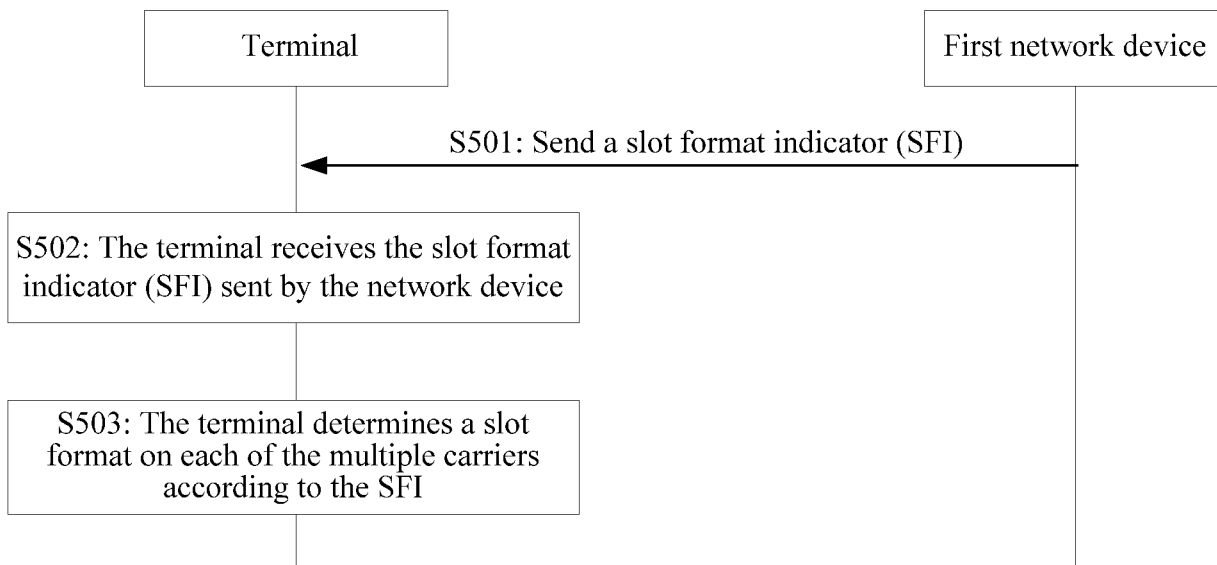 Terminal
First network device
S501: Send a slot format indicator (SFI)
S502: The terminal receives the slot format
indicator (SFI) sent by the network device
S503: The terminal determines a slot
format on each of the multiple carriers
according to the SFI